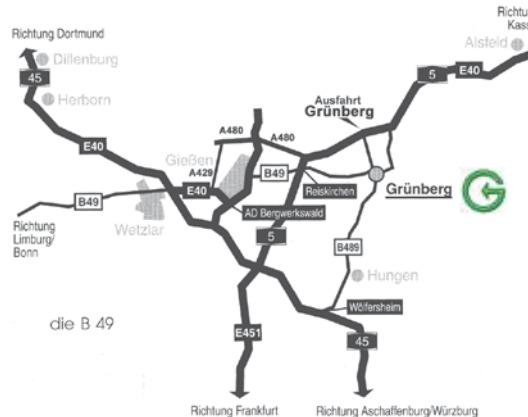 Richtung Dortmund
Dillenburg
45
Herborn
E40
Alsfeld
5
E40
Ausfahrt
Grünberg
A480
A480
Gießen
A429
B49
Reiskirchen
Grünberg
E40
B49
AD Bergwerkswald
Wetzlar
Richtung
Limburg/
Bonn
5
B489
Hungen
Wölfersheim
die B 49
E451
45
Richtung Frankfurt
Richtung Aschaffenburg/Würzburg